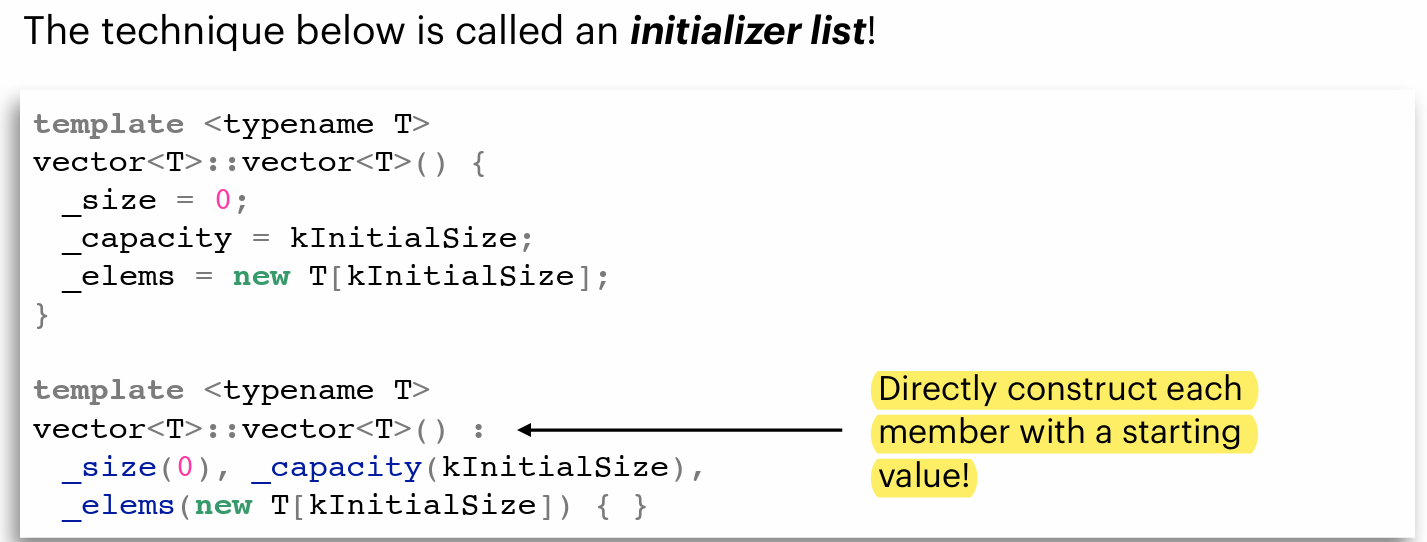 The technique below is called an initializer list!
template <typename T>
vector<T>::vector<T>() {
  _size = 0;
  _capacity = kInitialSize;
  _elems = new T[kInitialSize];
}
template <typename T>
vector<T>::vector<T>() :
  _size(0), _capacity(kInitialSize),
  _elems(new T[kInitialSize]) { }
Directly construct each
member with a starting
value!